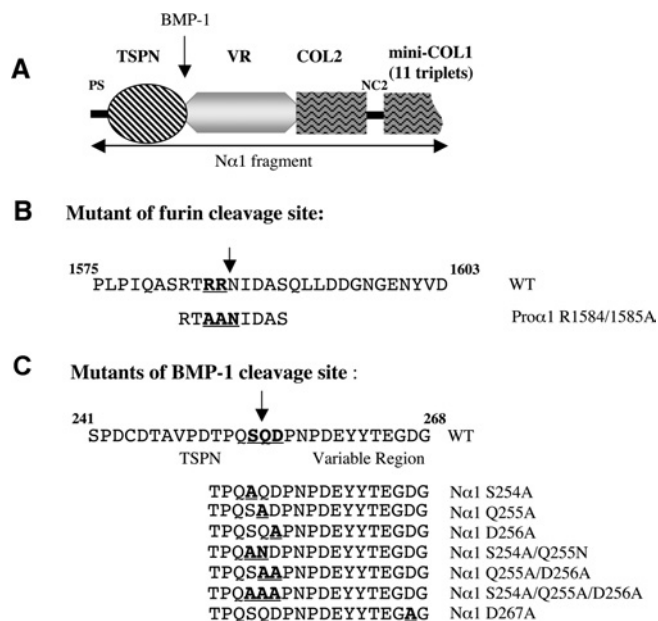 BMP-1
A
TSPN VR COL2 mini-COL1
(11 triplets)
PS NC2
Nα1 fragment
B Mutant of furin cleavage site:
1575 1603
PLPIQASRTRRNIDASQLLDDGNGENYVD WT
RTAANIDAS Proα1 R1584/1585A
C Mutants of BMP-1 cleavage site :
241 268
SPDCDTAVPDTPQSQDPNPDEYYTEGDG WT
TSPN Variable Region
TPQAQDPNPDEYYTEGDG Nα1 S254A
TPQSADPNPDEYYTEGDG Nα1 Q255A
TPQSQAPNPDEYYTEGDG Nα1 D256A
TPQANDPNPDEYYTEGDG Nα1 S254A/Q255N
TPQSAAPNPDEYYTEGDG Nα1 Q255A/D256A
TPQAAAPNPDEYYTEGDG Nα1 S254A/Q255A/D256A
TPQSQDPNPDEYYTEGAG Nα1 D267A